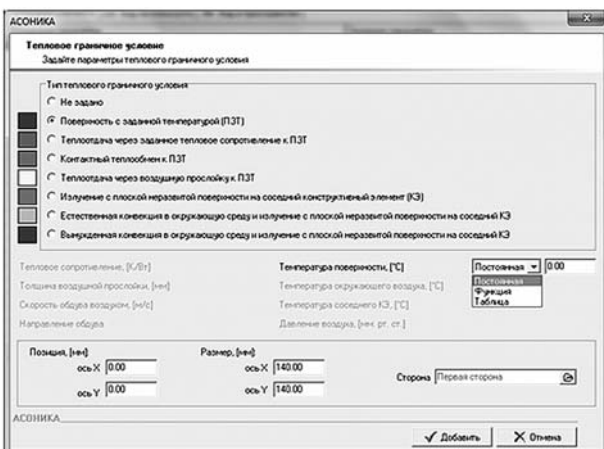 АСОНИКА
Тепловое граничное условие
Задайте параметры теплового граничного условия
Тип теплового граничного условия
Не задано
Поверхность с заданной температурой (ПЗТ)
Теплоотдача через заданное тепловое сопротивление к ПЗТ
Контактный теплообмен к ПЗТ
Теплоотдача через воздушную прослойку к ПЗТ
Излучение с плоской неразвитой поверхности на соседний конструктивный элемент (КЭ)
Естественная конвекция в окружающую среду и излучение с плоской неразвитой поверхности на соседний КЭ
Вынужденная конвекция в окружающую среду и излучение с плоской неразвитой поверхности на соседний КЭ
Тепловое сопротивление, [К/Вт] Температура поверхности, [°C] Постоянная 0.00
Постоянная
Функция
Таблица
Толщина воздушной прослойки, [мм] Температура окружающего воздуха, [°C]
Скорость обдува воздухом, [м/с] Температура соседнего КЭ, [°C]
Направление обдува Давление воздуха, [мм. рт. ст.]
Позиция, [мм] Размер, [мм]
ось X 0.00 ось X 140.00
Сторона Первая сторона
ось Y 0.00 ось Y 140.00
АСОНИКА
Добавить Отмена